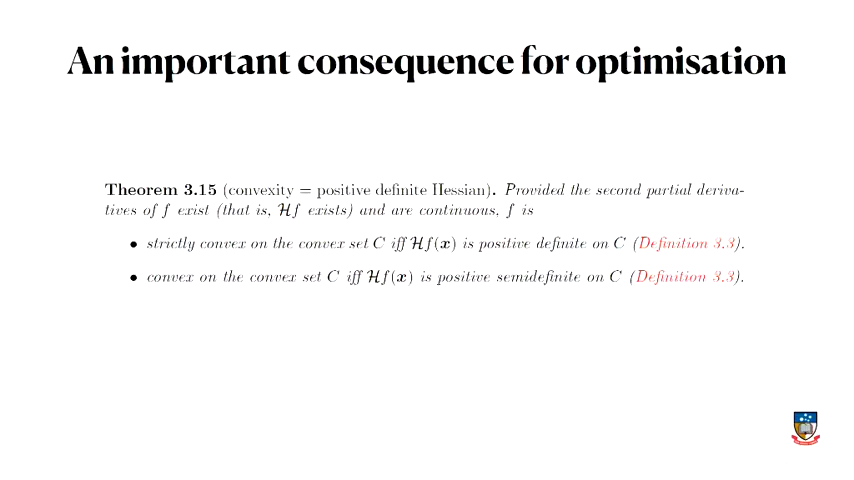 An important consequence for optimisation
Theorem 3.15 (convexity = positive definite Hessian). Provided the second partial deriva-
tives of f exist (that is, ℋf exists) and are continuous, f is
• strictly convex on the convex set C iff ℋf(x) is positive definite on C (Definition 3.3).
• convex on the convex set C iff ℋf(x) is positive semidefinite on C (Definition 3.3).